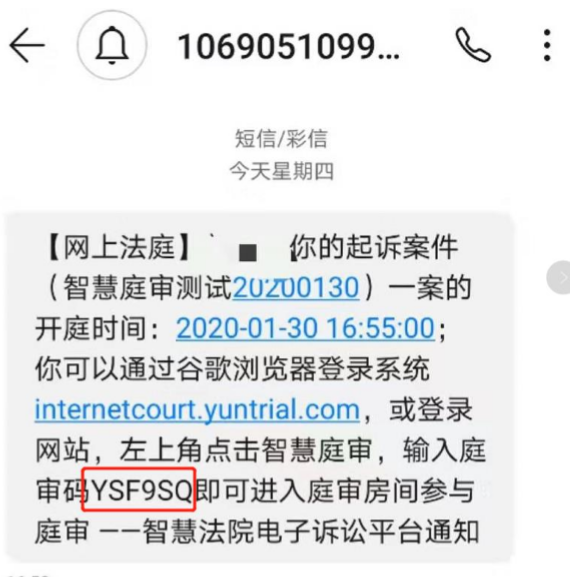 1069051099...
短信/彩信
今天星期四
【网上法庭】 你的起诉案件
（智慧庭审测试20200130）一案的
开庭时间：2020-01-30 16:55:00；
你可以通过谷歌浏览器登录系统
internetcourt.yuntrial.com，或登录
网站，左上角点击智慧庭审，输入庭
审码YSF9SQ即可进入庭审房间参与
庭审 ——智慧法院电子诉讼平台通知